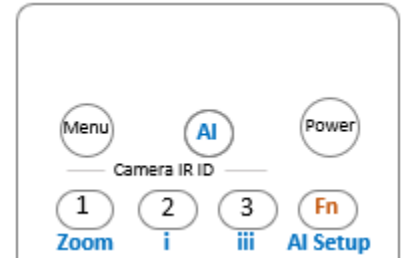 Menu AI Power
Camera IR ID
1 2 3 Fn
Zoom i iii AI Setup